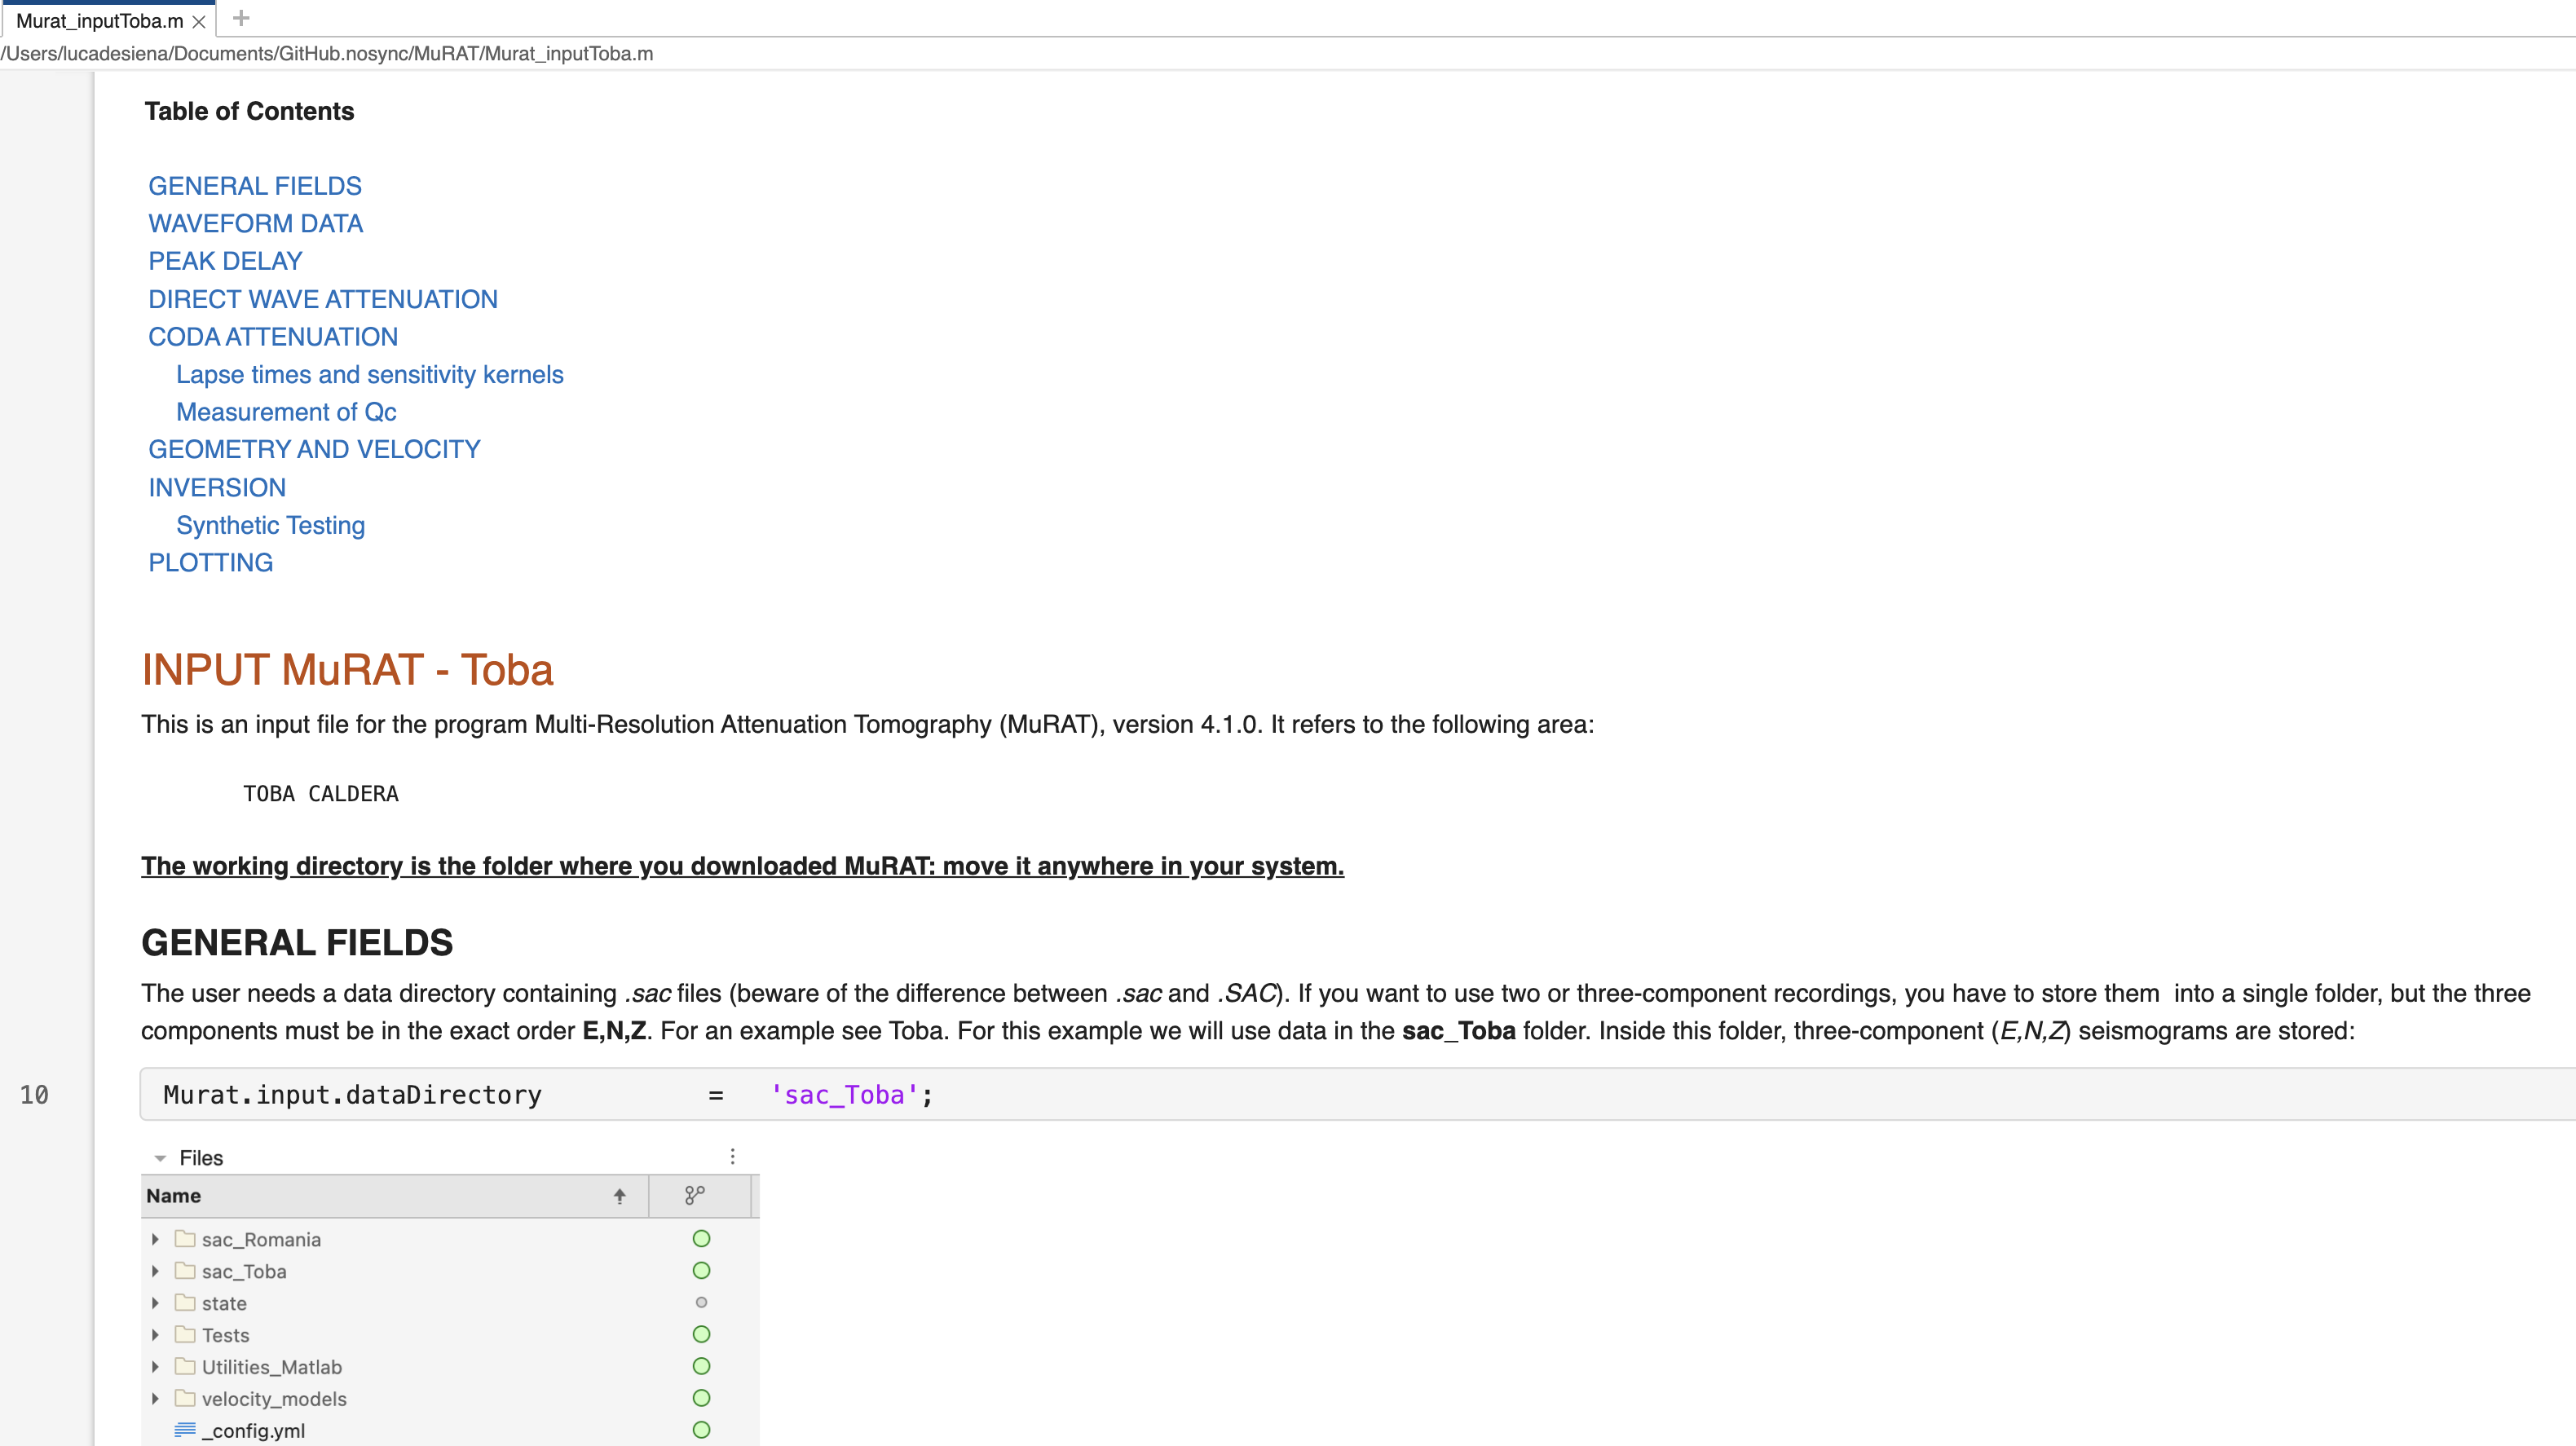 Murat_inputToba.m
/Users/lucadesiena/Documents/GitHub.nosync/MuRAT/Murat_inputToba.m
Table of Contents
GENERAL FIELDS
WAVEFORM DATA
PEAK DELAY
DIRECT WAVE ATTENUATION
CODA ATTENUATION
Lapse times and sensitivity kernels
Measurement of Qc
GEOMETRY AND VELOCITY
INVERSION
Synthetic Testing
PLOTTING
INPUT MuRAT - Toba
This is an input file for the program Multi-Resolution Attenuation Tomography (MuRAT), version 4.1.0. It refers to the following area:
TOBA CALDERA
The working directory is the folder where you downloaded MuRAT: move it anywhere in your system.
GENERAL FIELDS
The user needs a data directory containing .sac files (beware of the difference between .sac and .SAC). If you want to use two or three-component recordings, you have to store them  into a single folder, but the three
components must be in the exact order E,N,Z. For an example see Toba. For this example we will use data in the sac_Toba folder. Inside this folder, three-component (E,N,Z) seismograms are stored:
10 Murat.input.dataDirectory = 'sac_Toba';
Files
Name
sac_Romania
sac_Toba
state
Tests
Utilities_Matlab
velocity_models
_config.yml